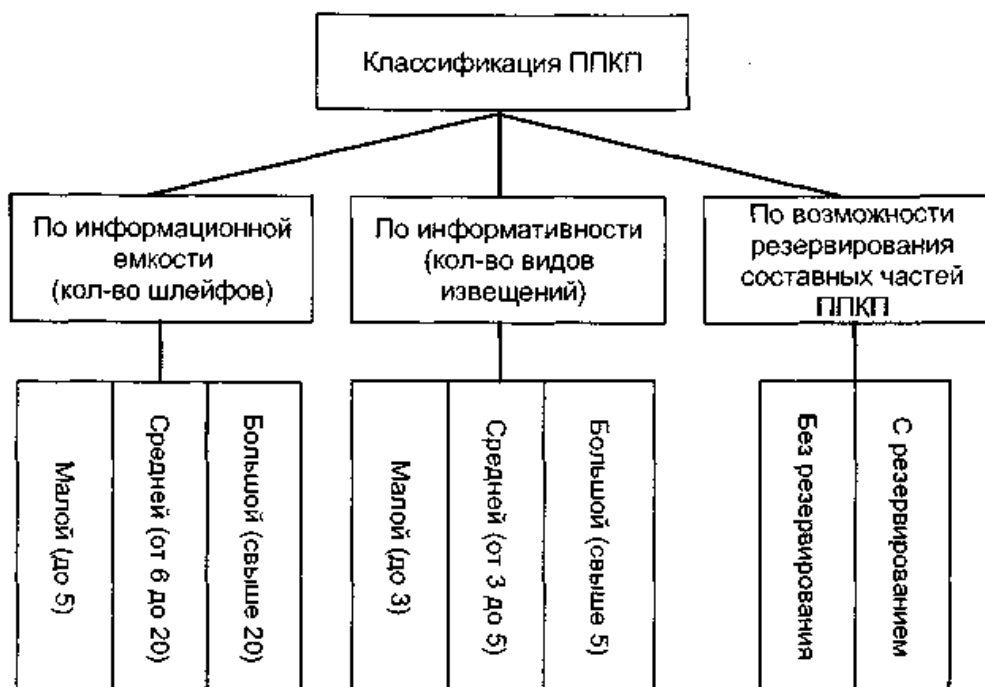 Классификация ППКП
По информационной
емкости
(кол-во шлейфов)
По информативности
(кол-во видов
извещений)
По возможности
резервирования
составных частей
ППКП
Малой (до 5)
Средней (от 6 до 20)
Большой (свыше 20)
Малой (до 3)
Средней (от 3 до 5)
Большой (свыше 5)
Без резервирования
С резервированием